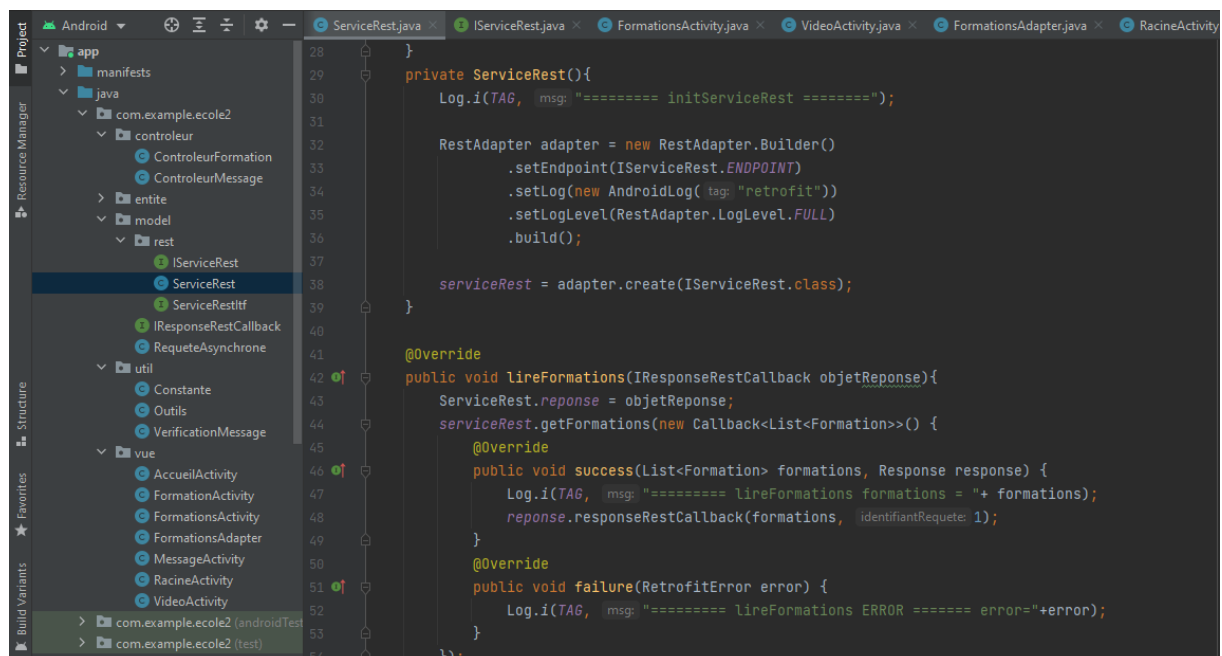 Android
ServiceRest.java
IServiceRest.java
FormationsActivity.java
VideoActivity.java
FormationsAdapter.java
RacineActivity
Project
Resource Manager
Structure
Favorites
Build Variants
app
manifests
java
com.example.ecole2
controleur
ControleurFormation
ControleurMessage
entite
model
rest
IServiceRest
ServiceRest
ServiceRestItf
IResponseRestCallback
RequeteAsynchrone
util
Constante
Outils
VerificationMessage
vue
AccueilActivity
FormationActivity
FormationsActivity
FormationsAdapter
MessageActivity
RacineActivity
VideoActivity
com.example.ecole2 (androidTest
com.example.ecole2 (test)
28 }
29 private ServiceRest(){
30 Log.i(TAG, msg: "========= initServiceRest ========");
31
32 RestAdapter adapter = new RestAdapter.Builder()
33 .setEndpoint(IServiceRest.ENDPOINT)
34 .setLog(new AndroidLog( tag: "retrofit"))
35 .setLogLevel(RestAdapter.LogLevel.FULL)
36 .build();
37
38 serviceRest = adapter.create(IServiceRest.class);
39 }
40
41 @Override
42 public void lireFormations(IResponseRestCallback objetReponse){
43 ServiceRest.reponse = objetReponse;
44 serviceRest.getFormations(new Callback<List<Formation>>() {
45 @Override
46 public void success(List<Formation> formations, Response response) {
47 Log.i(TAG, msg: "========= lireFormations formations = "+ formations);
48 reponse.responseRestCallback(formations, identifiantRequete: 1);
49 }
50 @Override
51 public void failure(RetrofitError error) {
52 Log.i(TAG, msg: "========= lireFormations ERROR ======= error="+error);
53 }
54 });